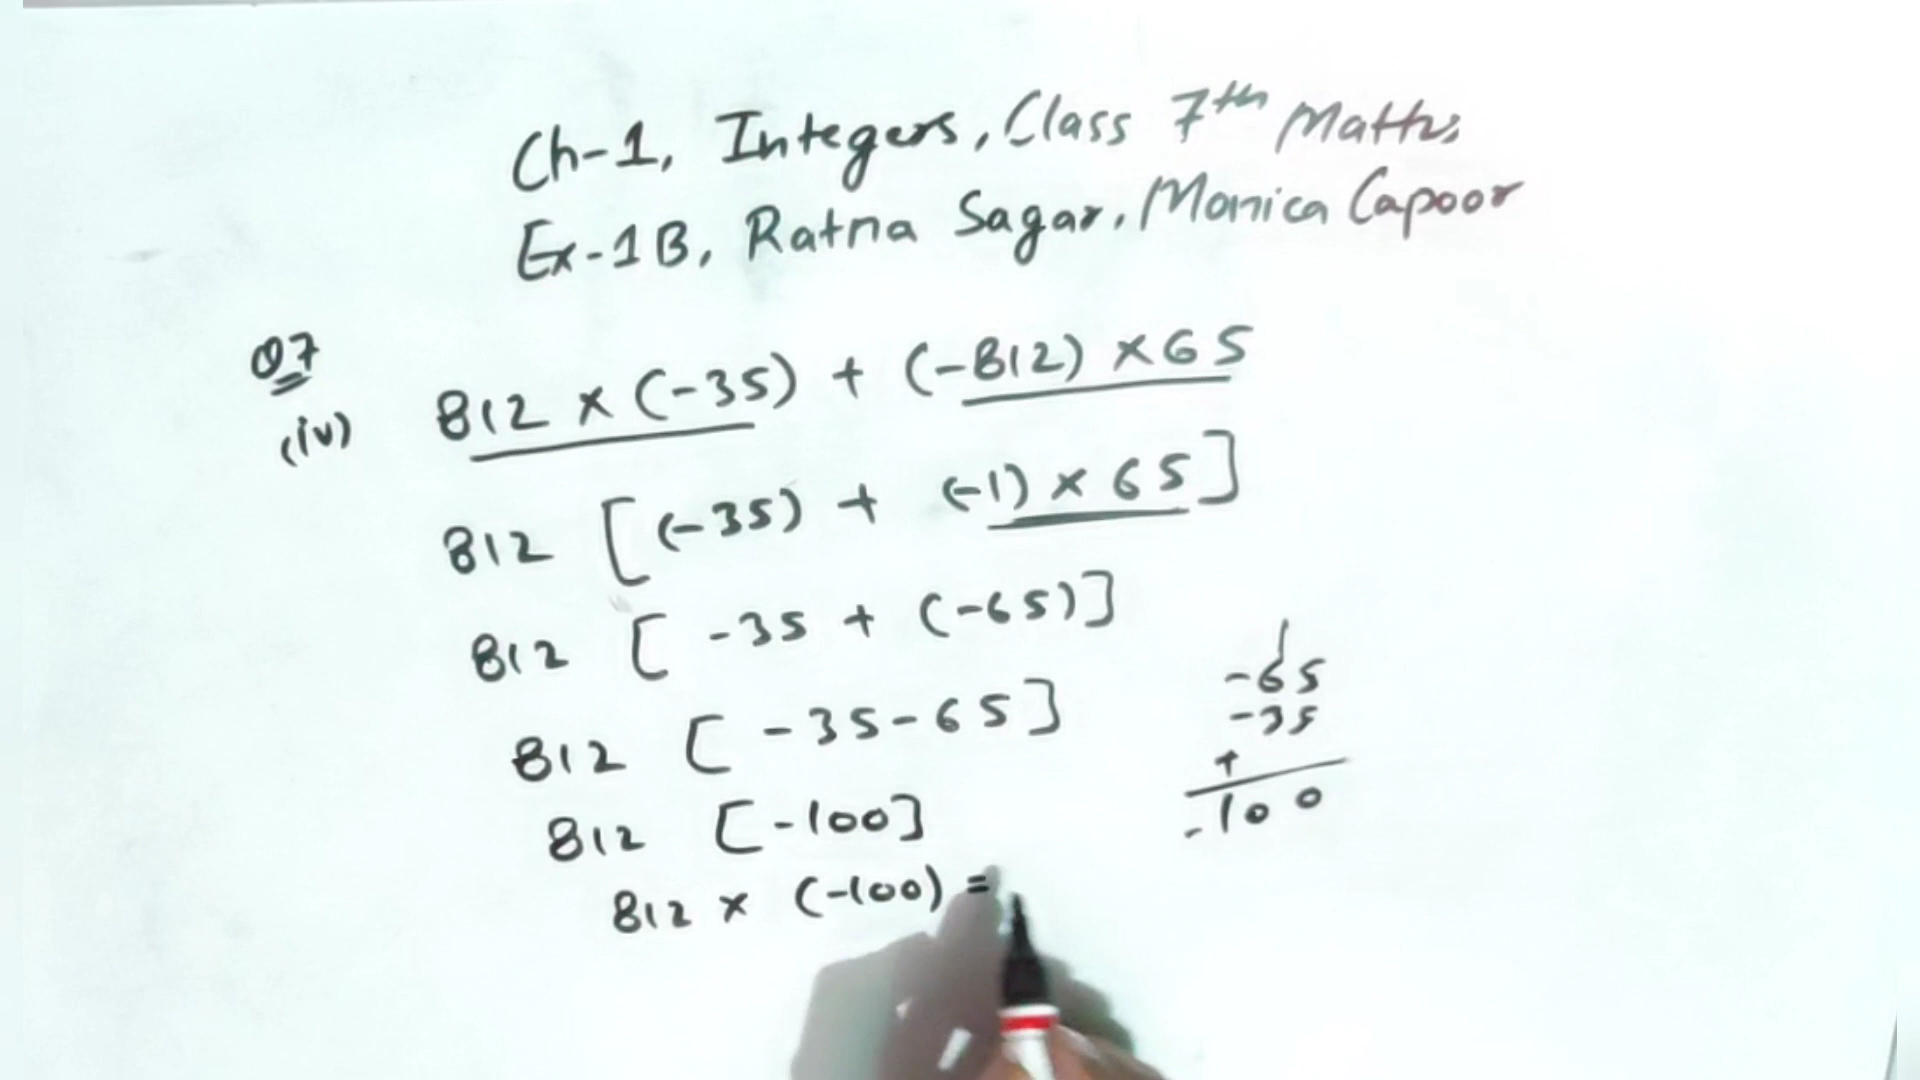 Ch-1, Integers, Class 7th Maths
Ex-1B, Ratna Sagar, Monica Capoor
Q7
(iv) 812 × (-35) + (-812) × 65
812 [(-35) + (-1) × 65]
812 [-35 + (-65)]
812 [-35-65]
812 [-100]
812 × (-100) =
-65
-35
+
-100